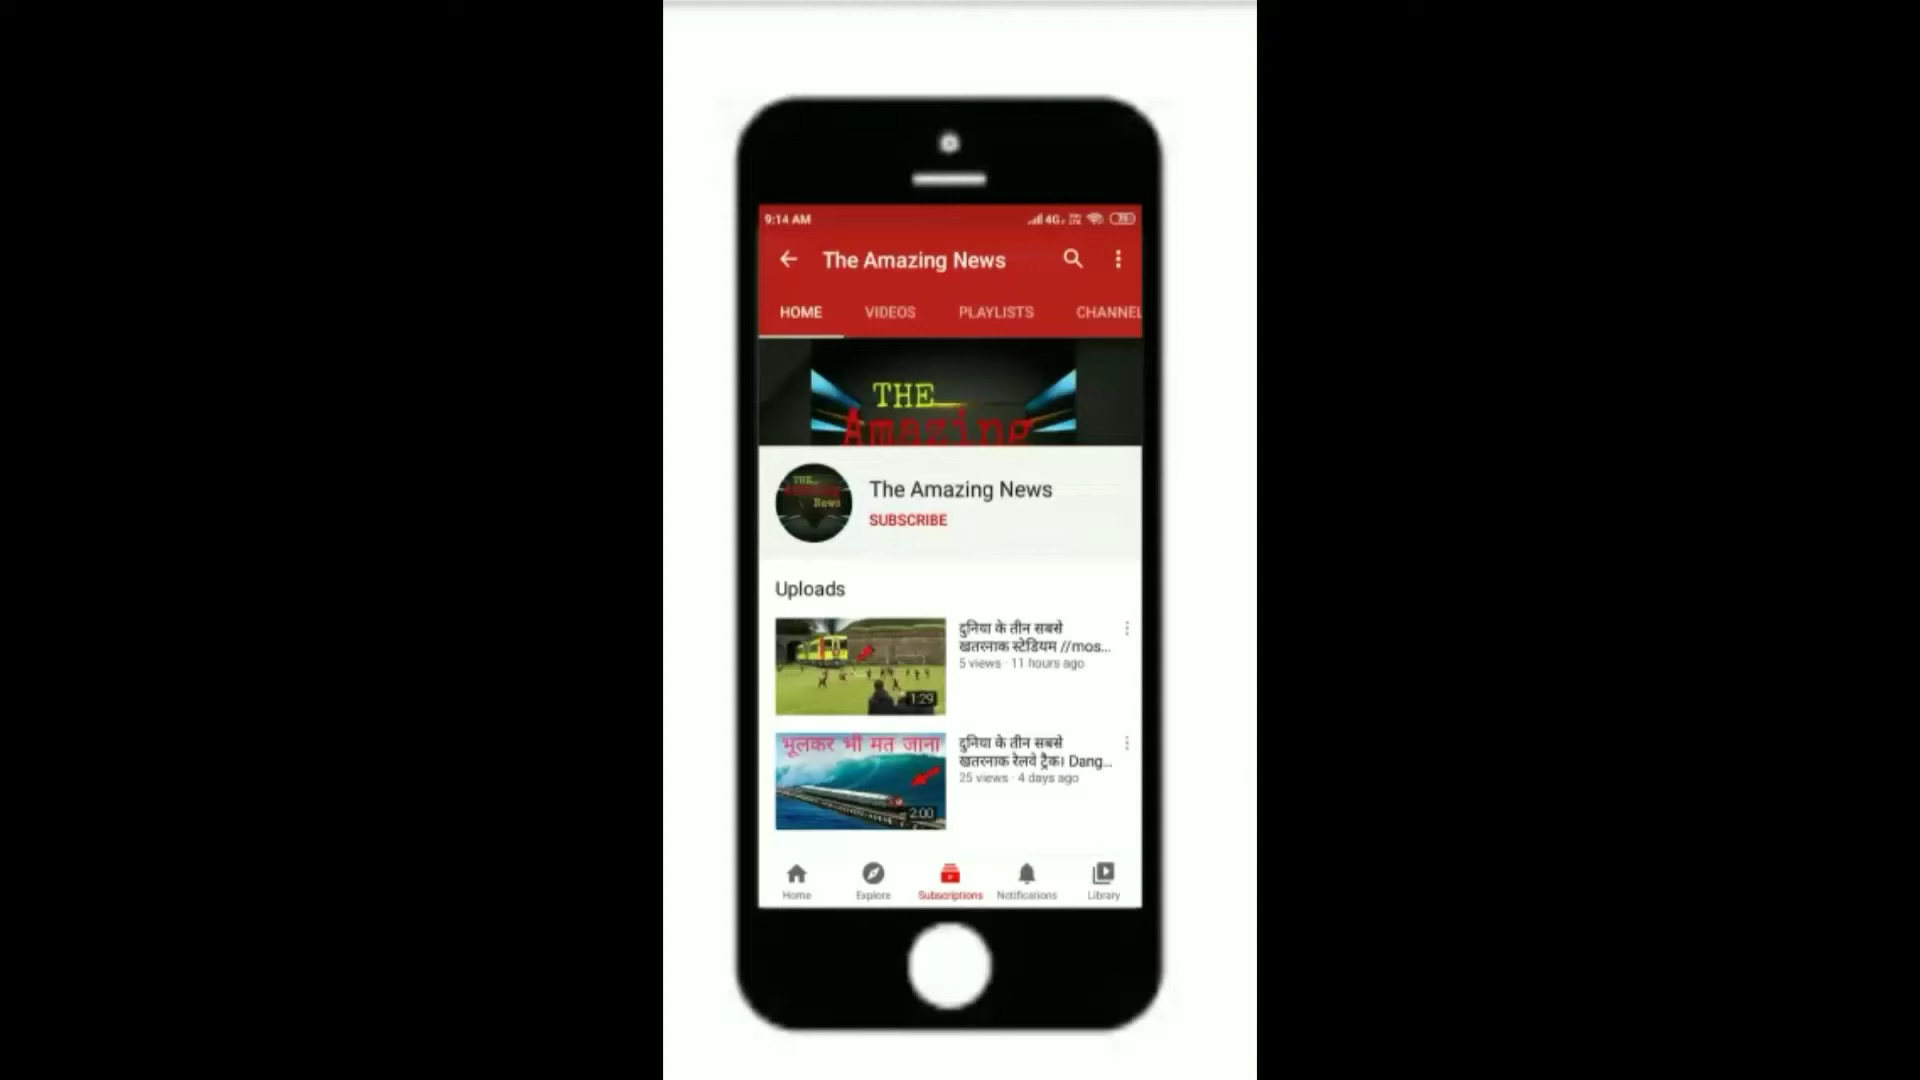 9:14 AM
4G+
The Amazing News
HOME VIDEOS PLAYLISTS CHANNEL
THE
Amazing
THE
News
The Amazing News
SUBSCRIBE
Uploads
दुनिया के तीन सबसे
खतरनाक स्टेडियम //mos...
5 views · 11 hours ago
1:29
भूलकर भी मत जाना
दुनिया के तीन सबसे
खतरनाक रेलवे ट्रैक। Dang...
25 views · 4 days ago
2:00
Home Explore Subscriptions Notifications Library